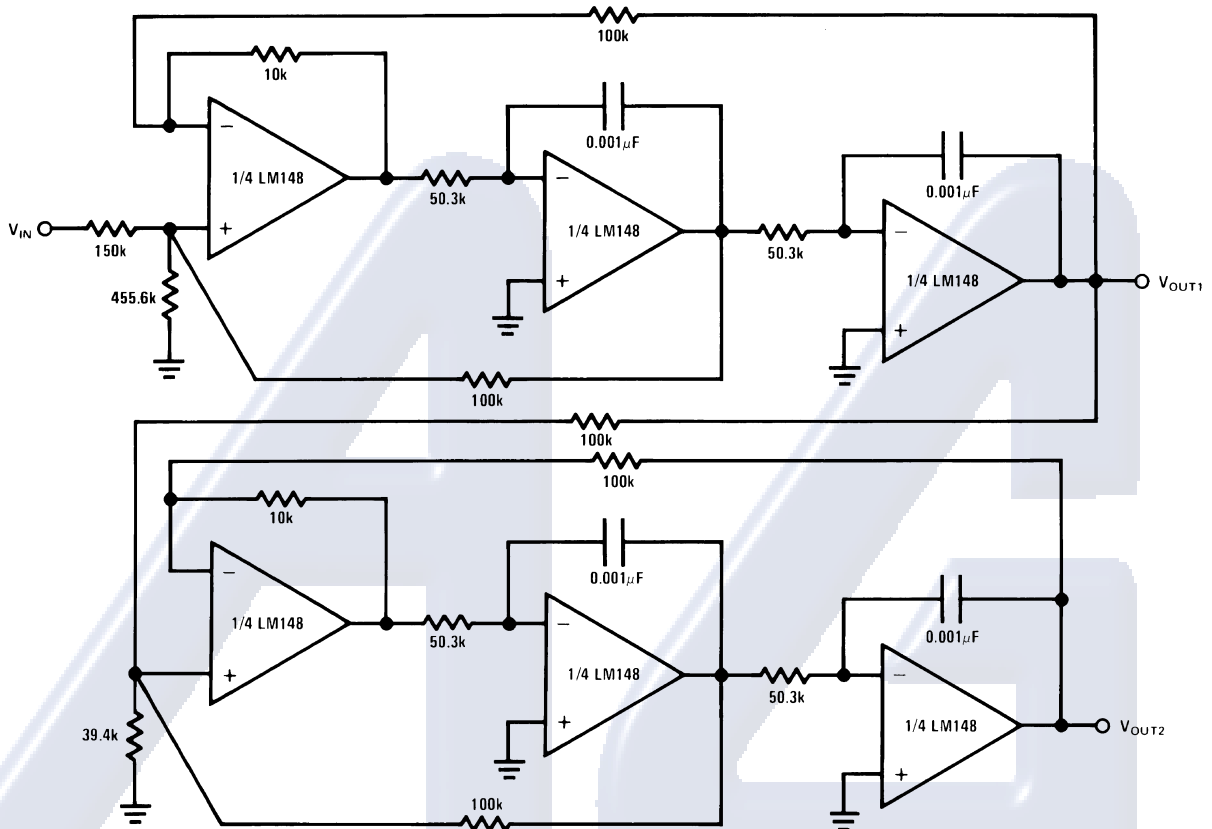 100k
10k
−
1/4 LM148
+
0.001μF
50.3k
−
1/4 LM148
+
0.001μF
50.3k
−
1/4 LM148
+
VIN
150k
455.6k
VOUT1
100k
100k
100k
10k
−
1/4 LM148
+
0.001μF
50.3k
−
1/4 LM148
+
0.001μF
50.3k
−
1/4 LM148
+
39.4k
VOUT2
100k